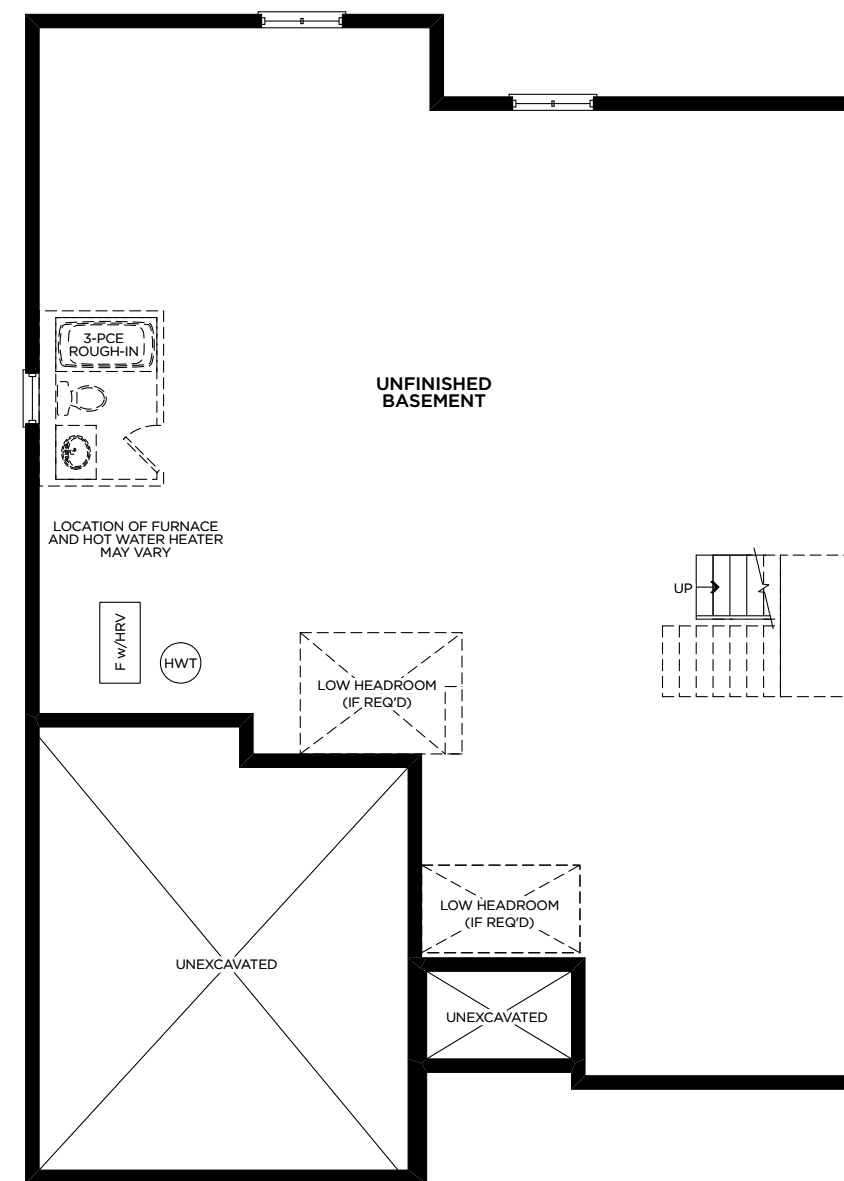 3-PCE
ROUGH-IN
UNFINISHED
BASEMENT
LOCATION OF FURNACE
AND HOT WATER HEATER
MAY VARY
UP
F w/HRV
HWT
LOW HEADROOM
(IF REQ'D)
LOW HEADROOM
(IF REQ'D)
UNEXCAVATED
UNEXCAVATED